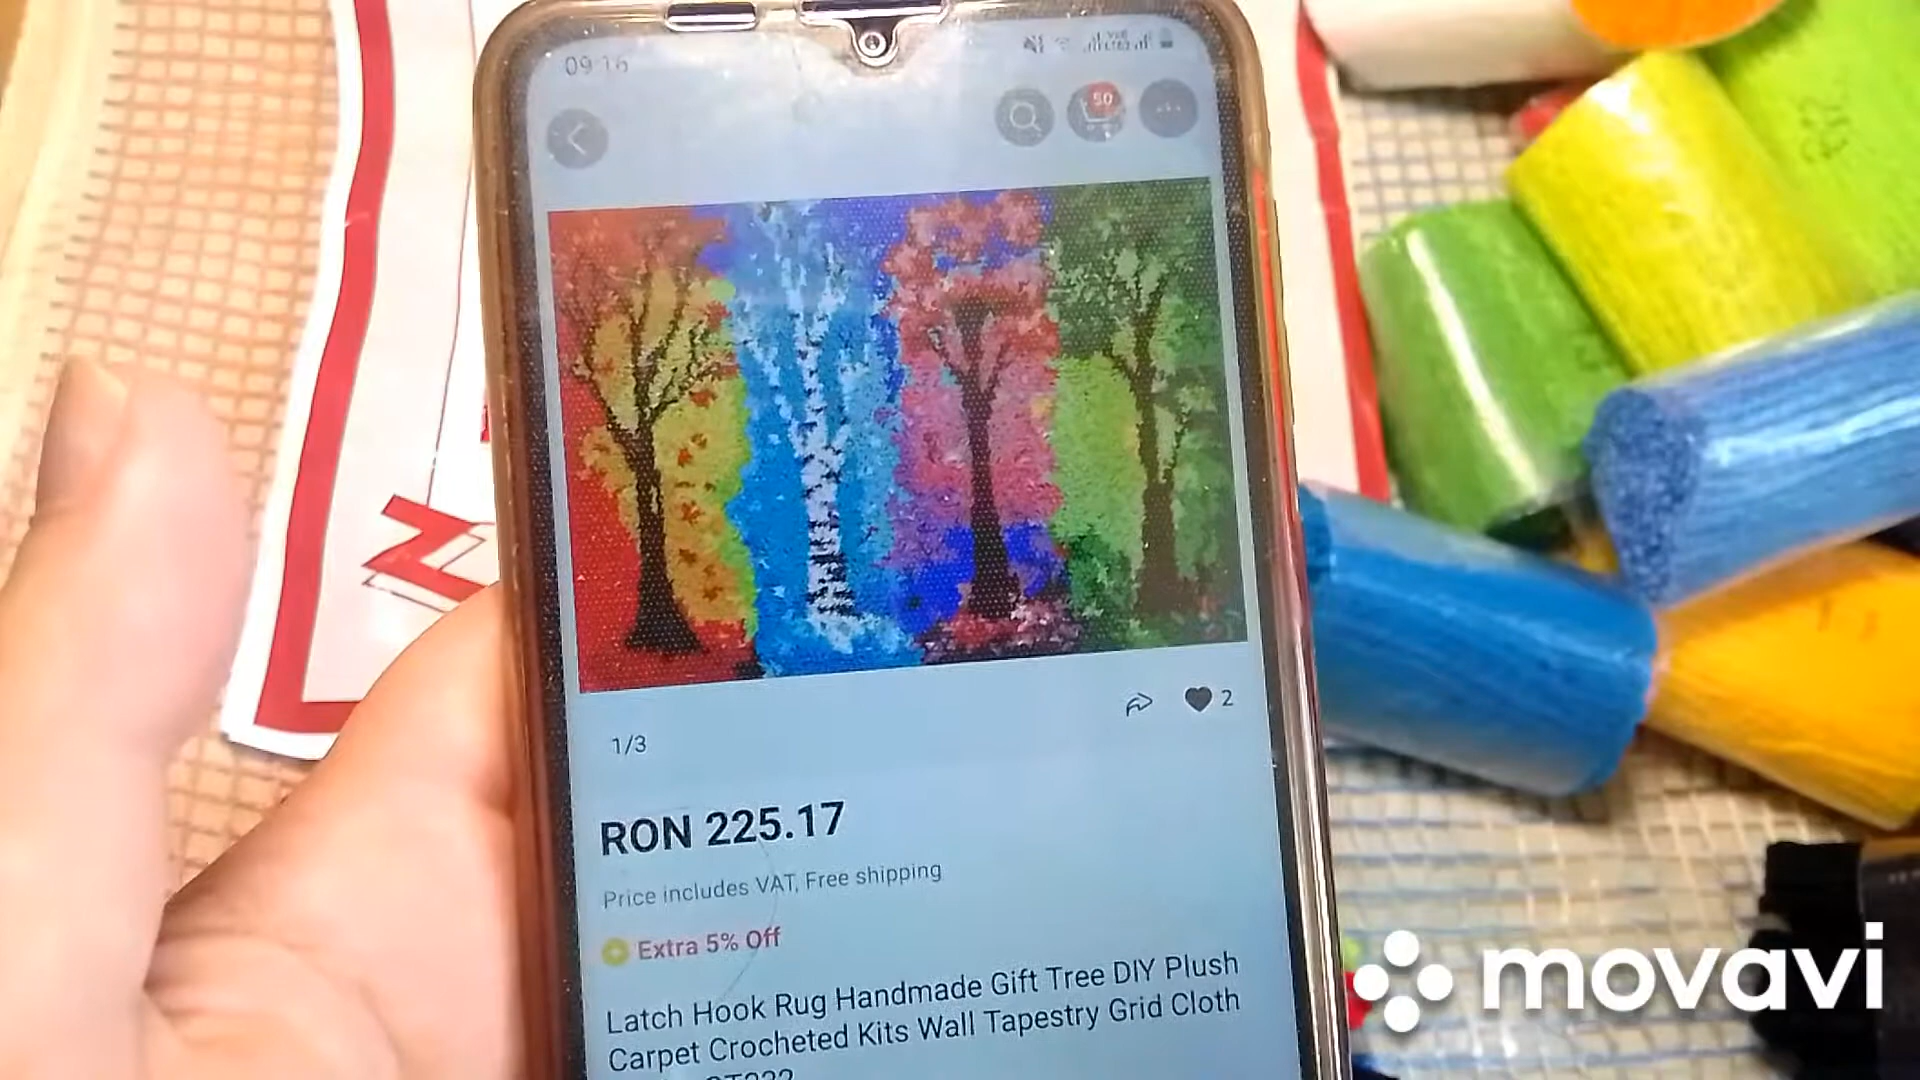 09:16
50
2
1/3
RON 225.17
Price includes VAT, Free shipping
Extra 5% Off
Latch Hook Rug Handmade Gift Tree DIY Plush
Carpet Crocheted Kits Wall Tapestry Grid Cloth
movavi